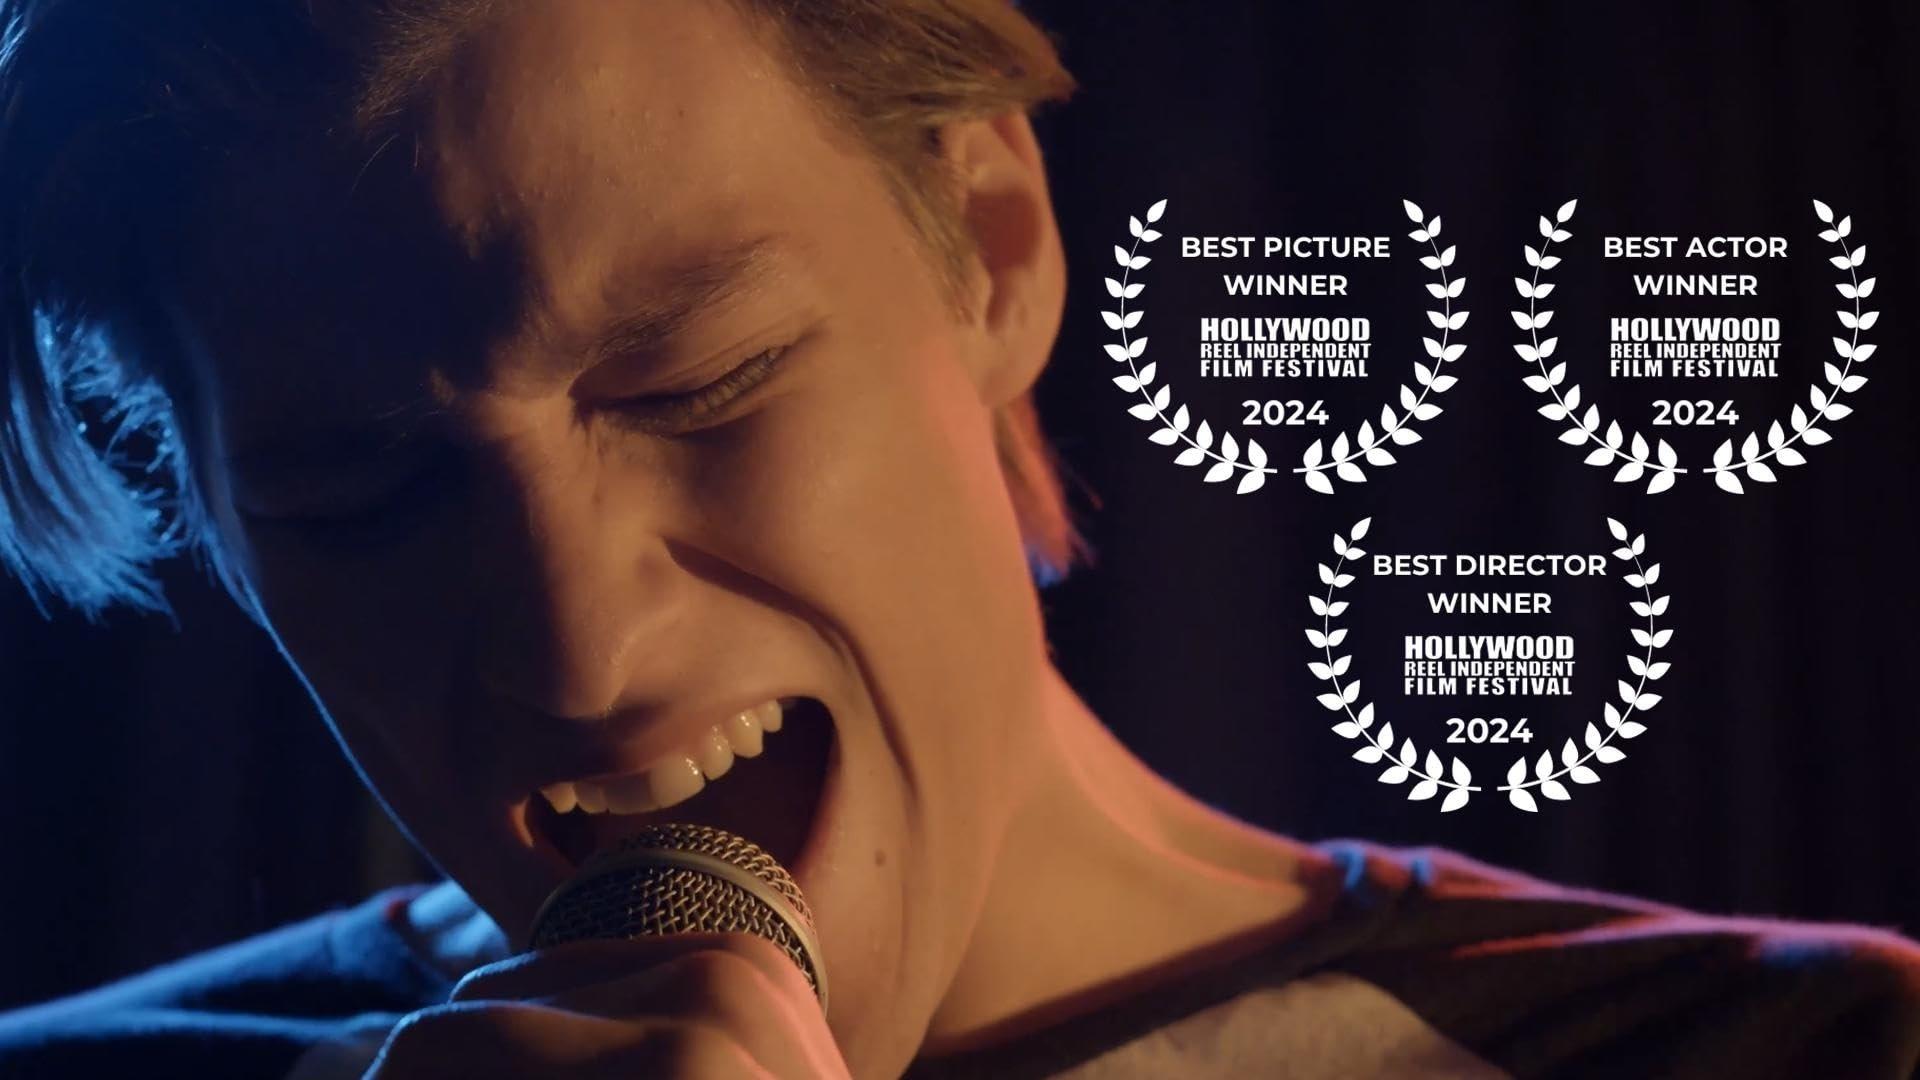 BEST PICTURE
WINNER
HOLLYWOOD
REEL INDEPENDENT
FILM FESTIVAL
2024
BEST ACTOR
WINNER
HOLLYWOOD
REEL INDEPENDENT
FILM FESTIVAL
2024
BEST DIRECTOR
WINNER
HOLLYWOOD
REEL INDEPENDENT
FILM FESTIVAL
2024